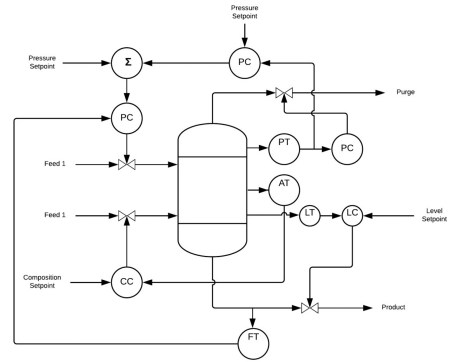 Pressure
Setpoint
Pressure
Setpoint
Σ
PC
PC
Purge
PT
PC
Feed 1
AT
Feed 1
LT
LC
Level
Setpoint
Composition
Setpoint
CC
Product
FT